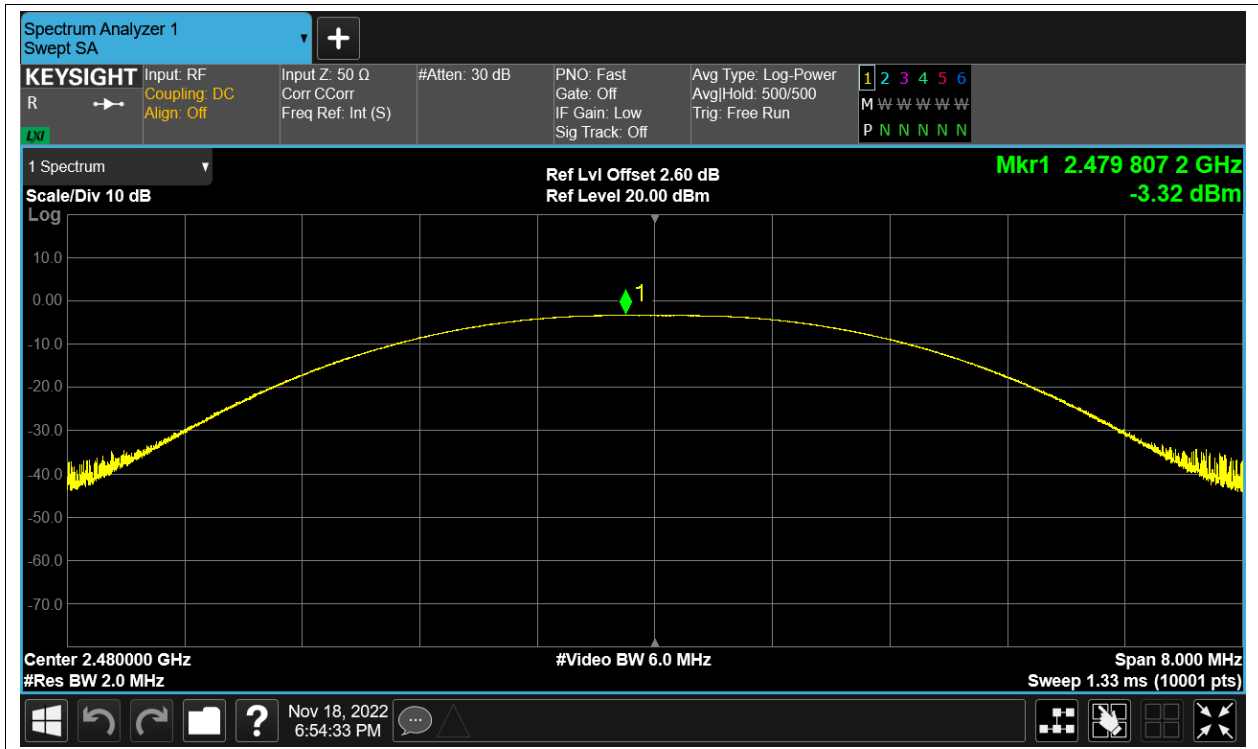 Spectrum Analyzer 1
Swept SA
+
KEYSIGHT
R
LXI
Input: RF
Coupling: DC
Align: Off
Input Z: 50 Ω
Corr CCorr
Freq Ref: Int (S)
#Atten: 30 dB
PNO: Fast
Gate: Off
IF Gain: Low
Sig Track: Off
Avg Type: Log-Power
Avg|Hold: 500/500
Trig: Free Run
1 2 3 4 5 6
M W W W W W
P N N N N N
1 Spectrum
Scale/Div 10 dB
Log
Ref Lvl Offset 2.60 dB
Ref Level 20.00 dBm
Mkr1 2.479 807 2 GHz
-3.32 dBm
10.0
0.00
-10.0
-20.0
-30.0
-40.0
-50.0
-60.0
-70.0
1
Center 2.480000 GHz
#Res BW 2.0 MHz
#Video BW 6.0 MHz
Span 8.000 MHz
Sweep 1.33 ms (10001 pts)
?
Nov 18, 2022
6:54:33 PM